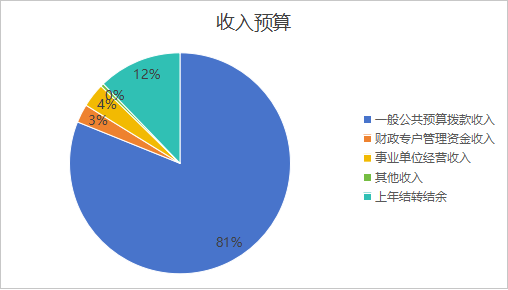 收入预算
12%
0%
4%
3%
81%
一般公共预算拨款收入
财政专户管理资金收入
事业单位经营收入
其他收入
上年结转结余